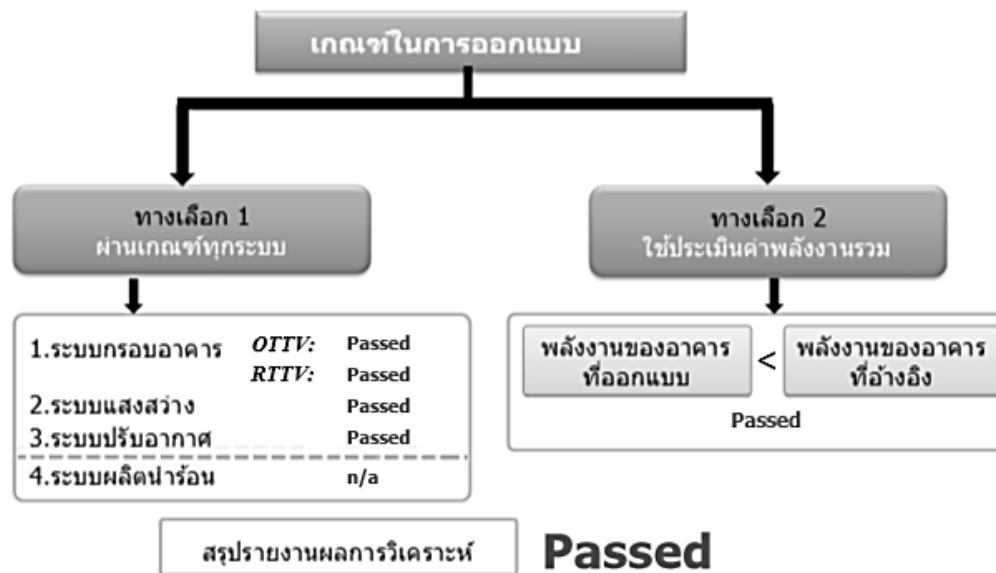 เกณฑ์ในการออกแบบ
ทางเลือก 1
ผ่านเกณฑ์ทุกระบบ
1.ระบบกรอบอาคาร OTTV: Passed
RTTV: Passed
2.ระบบแสงสว่าง Passed
3.ระบบปรับอากาศ Passed
4.ระบบผลิตน้ำร้อน n/a
ทางเลือก 2
ใช้ประเมินค่าพลังงานรวม
พลังงานของอาคาร < พลังงานของอาคาร
ที่ออกแบบ ที่อ้างอิง
Passed
สรุปรายงานผลการวิเคราะห์ Passed